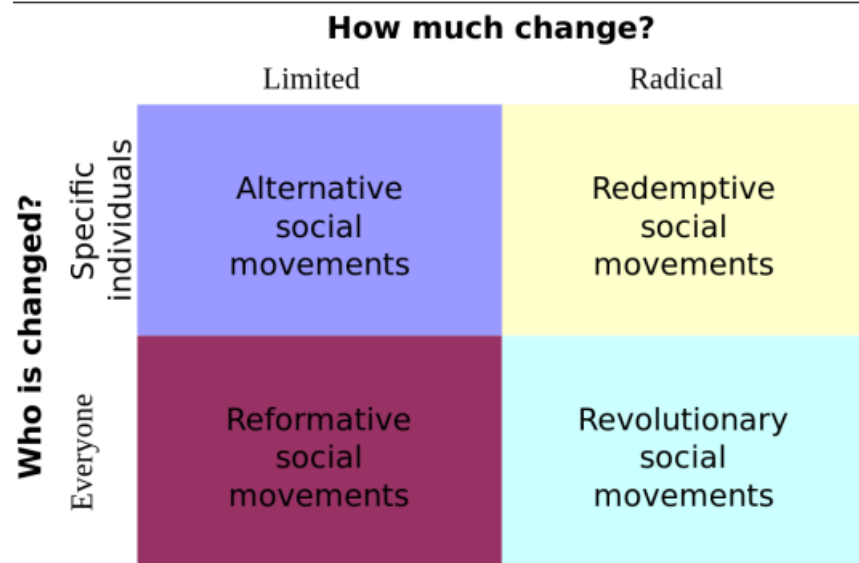 How much change?
Limited
Radical
Who is changed?
Specific
individuals
Alternative
social
movements
Redemptive
social
movements
Everyone
Reformative
social
movements
Revolutionary
social
movements